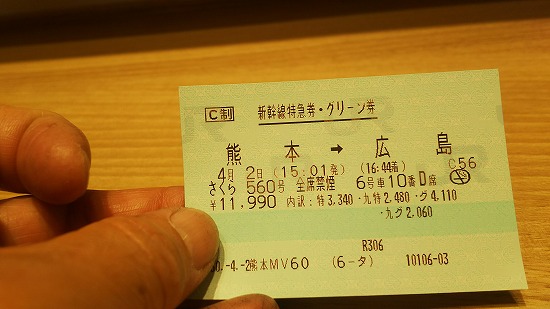 C制 新幹線特急券・グリーン券
熊本 → 広島
4月 2日 (15:01発) (16:44着) C56
さくら 560号 全席禁煙 6号車10番D席
¥11,990 内訳:特3,340・九特2,480・グ4,110
・九グ2,060
R306
0.-4.-2熊本MV60 (6-タ) 10106-03